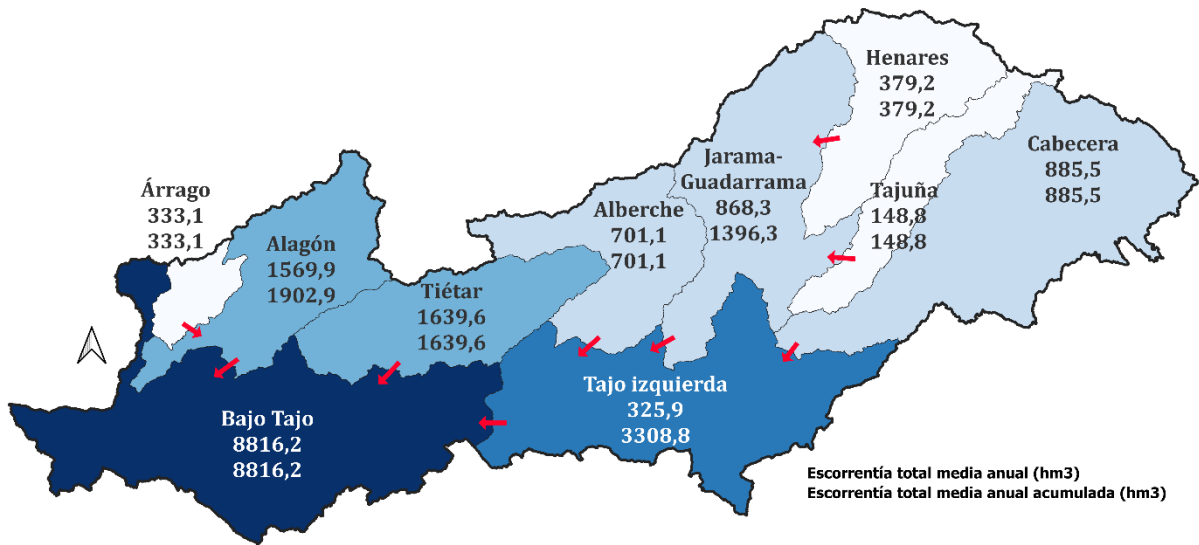 Henares
379,2
379,2
Cabecera
885,5
885,5
Jarama-
Guadarrama
868,3
1396,3
Tajuña
148,8
148,8
Árrago
333,1
333,1
Alberche
701,1
701,1
Alagón
1569,9
1902,9
Tiétar
1639,6
1639,6
Tajo izquierda
325,9
3308,8
Bajo Tajo
8816,2
8816,2
Escorrentía total media anual (hm3)
Escorrentía total media anual acumulada (hm3)